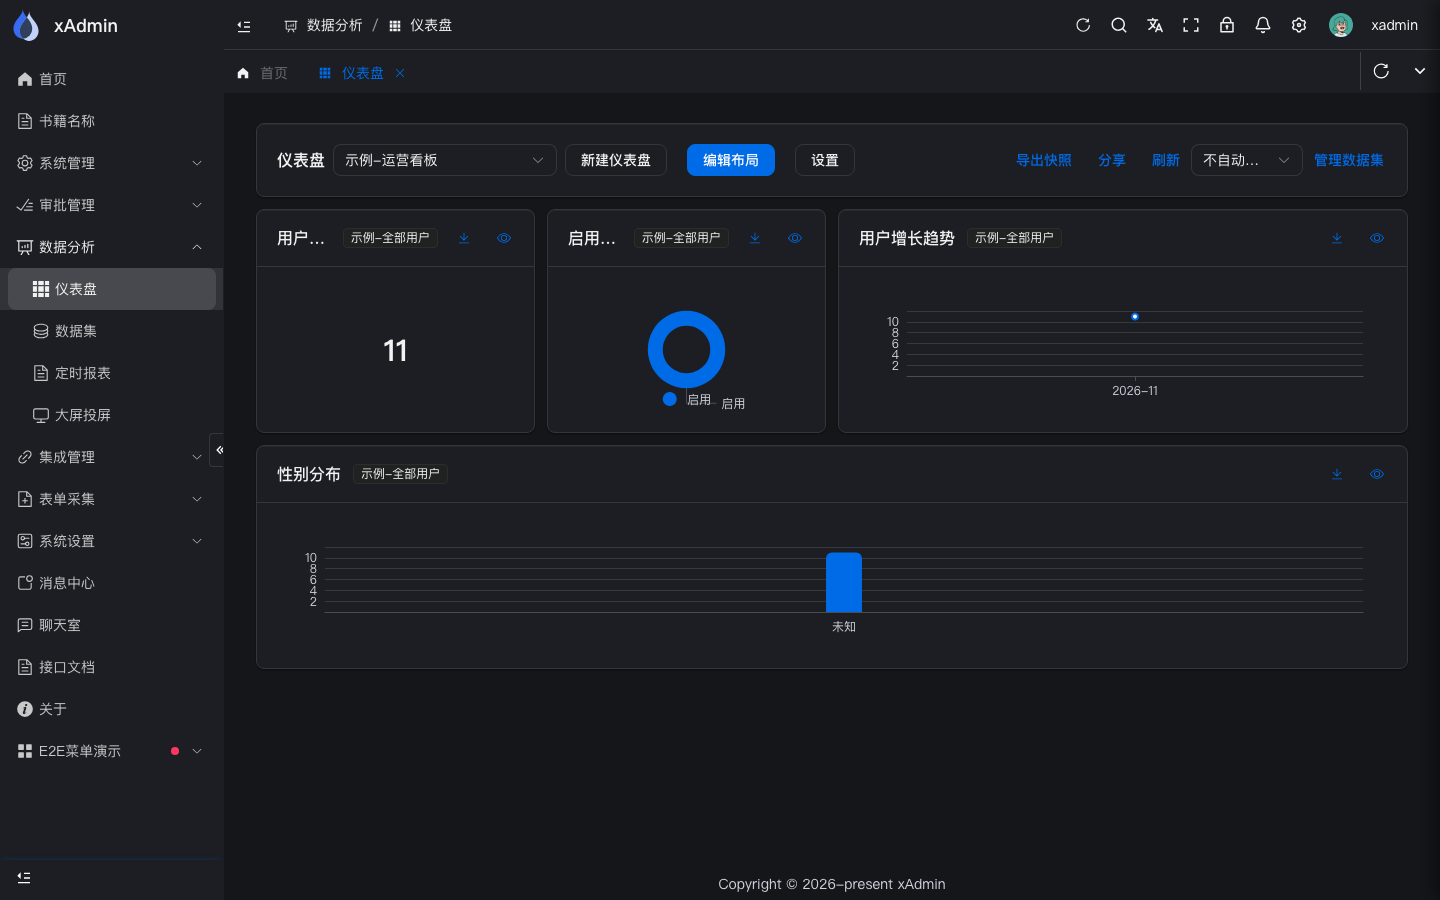 xAdmin
首页
书籍名称
系统管理
审批管理
数据分析
仪表盘
数据集
定时报表
大屏投屏
集成管理
表单采集
系统设置
消息中心
聊天室
接口文档
关于
E2E菜单演示
数据分析 / 仪表盘
xadmin
首页 仪表盘
仪表盘 示例-运营看板 新建仪表盘 编辑布局 设置 导出快照 分享 刷新 不自动... 管理数据集
用户... 示例-全部用户
11
启用... 示例-全部用户
启用 启用
用户增长趋势 示例-全部用户
10
8
6
4
2
2026-11
性别分布 示例-全部用户
10
8
6
4
2
未知
Copyright © 2026-present xAdmin